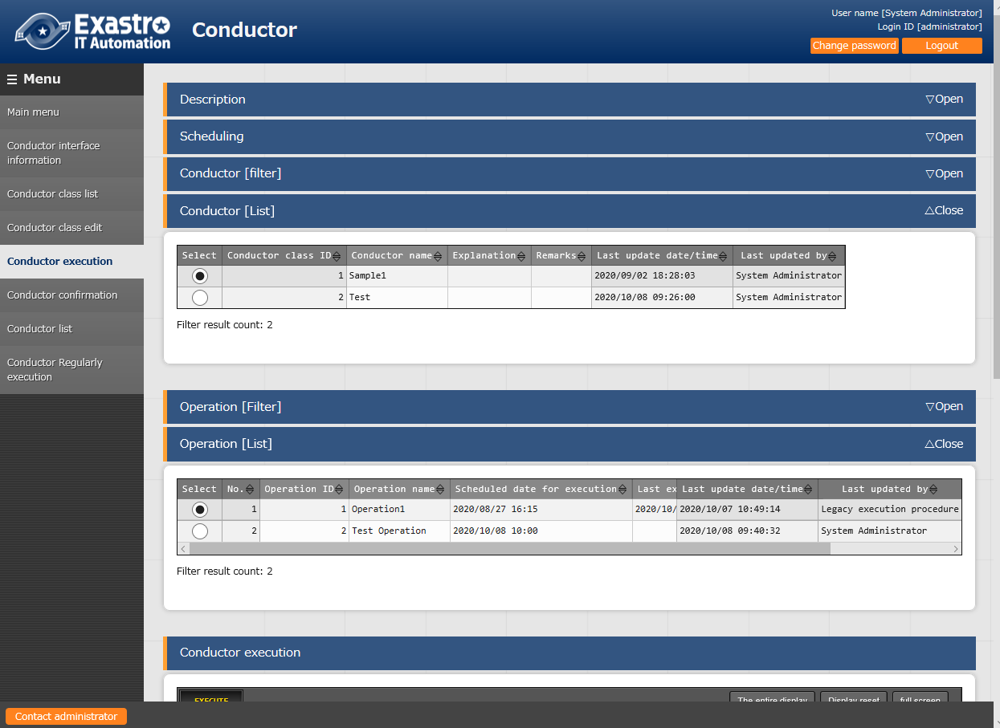 Exastro
IT Automation
Conductor
User name [System Administrator]
Login ID [administrator]
Change password
Logout
☰ Menu
Main menu
Conductor interface
information
Conductor class list
Conductor class edit
Conductor execution
Conductor confirmation
Conductor list
Conductor Regularly
execution
Description ▽Open
Scheduling ▽Open
Conductor [filter] ▽Open
Conductor [List] △Close
Select Conductor class ID Conductor name Explanation Remarks Last update date/time Last updated by
1 Sample1 2020/09/02 18:28:03 System Administrator
2 Test 2020/10/08 09:26:00 System Administrator
Filter result count: 2
Operation [Filter] ▽Open
Operation [List] △Close
Select No. Operation ID Operation name Scheduled date for execution Last ex Last update date/time Last updated by
1 1 Operation1 2020/08/27 16:15 2020/10/ 2020/10/07 10:49:14 Legacy execution procedure
2 2 Test Operation 2020/10/08 10:00 2020/10/08 09:40:32 System Administrator
Filter result count: 2
Conductor execution
EXECUTE The entire display Display reset full screen
Contact administrator